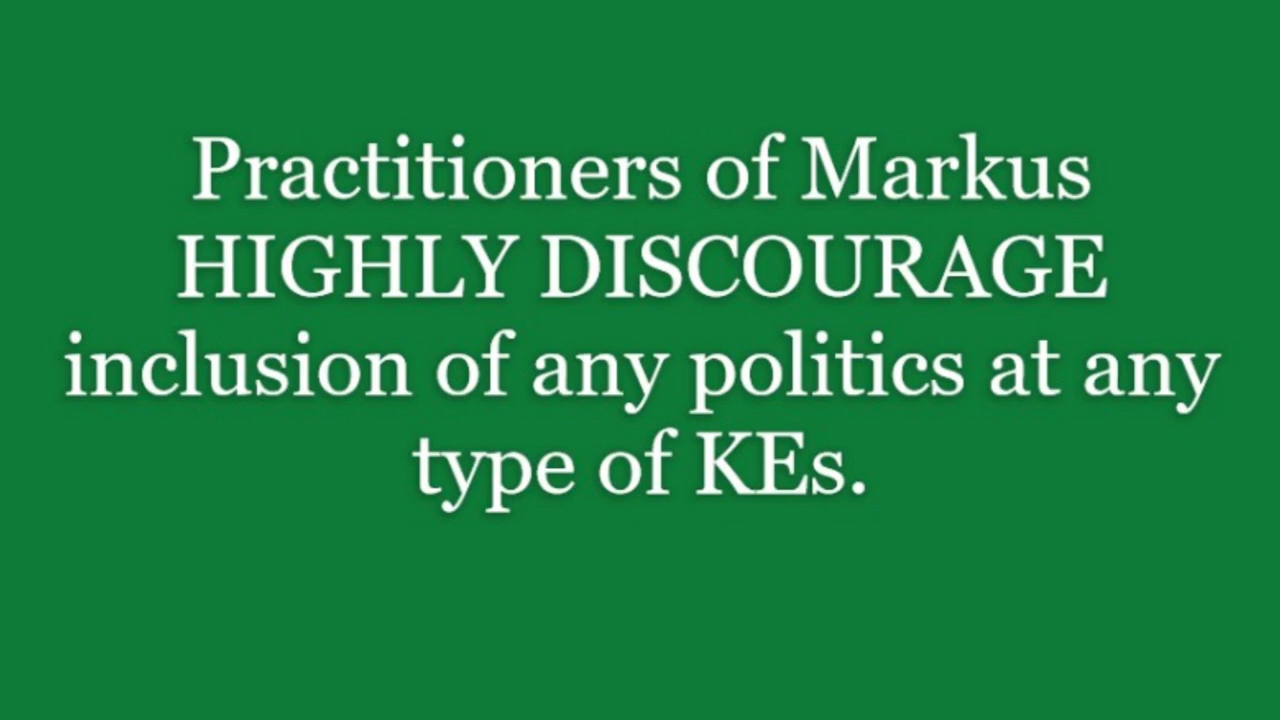 Practitioners of Markus
HIGHLY DISCOURAGE
inclusion of any politics at any
type of KEs.